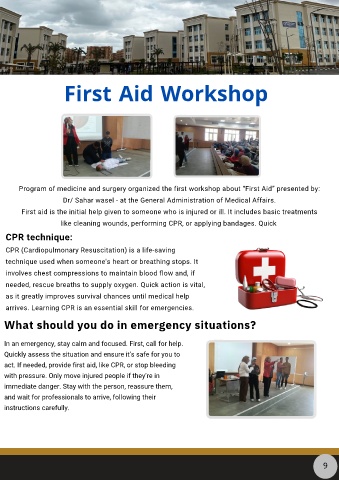 First Aid Workshop
Program of medicine and surgery organized the first workshop about "First Aid" presented by:
Dr/ Sahar wasel - at the General Administration of Medical Affairs.
First aid is the initial help given to someone who is injured or ill. It includes basic treatments
like cleaning wounds, performing CPR, or applying bandages. Quick
CPR technique:
CPR (Cardiopulmonary Resuscitation) is a life-saving
technique used when someone's heart or breathing stops. It
involves chest compressions to maintain blood flow and, if
needed, rescue breaths to supply oxygen. Quick action is vital,
as it greatly improves survival chances until medical help
arrives. Learning CPR is an essential skill for emergencies.
What should you do in emergency situations?
In an emergency, stay calm and focused. First, call for help.
Quickly assess the situation and ensure it's safe for you to
act. If needed, provide first aid, like CPR, or stop bleeding
with pressure. Only move injured people if they're in
immediate danger. Stay with the person, reassure them,
and wait for professionals to arrive, following their
instructions carefully.
9